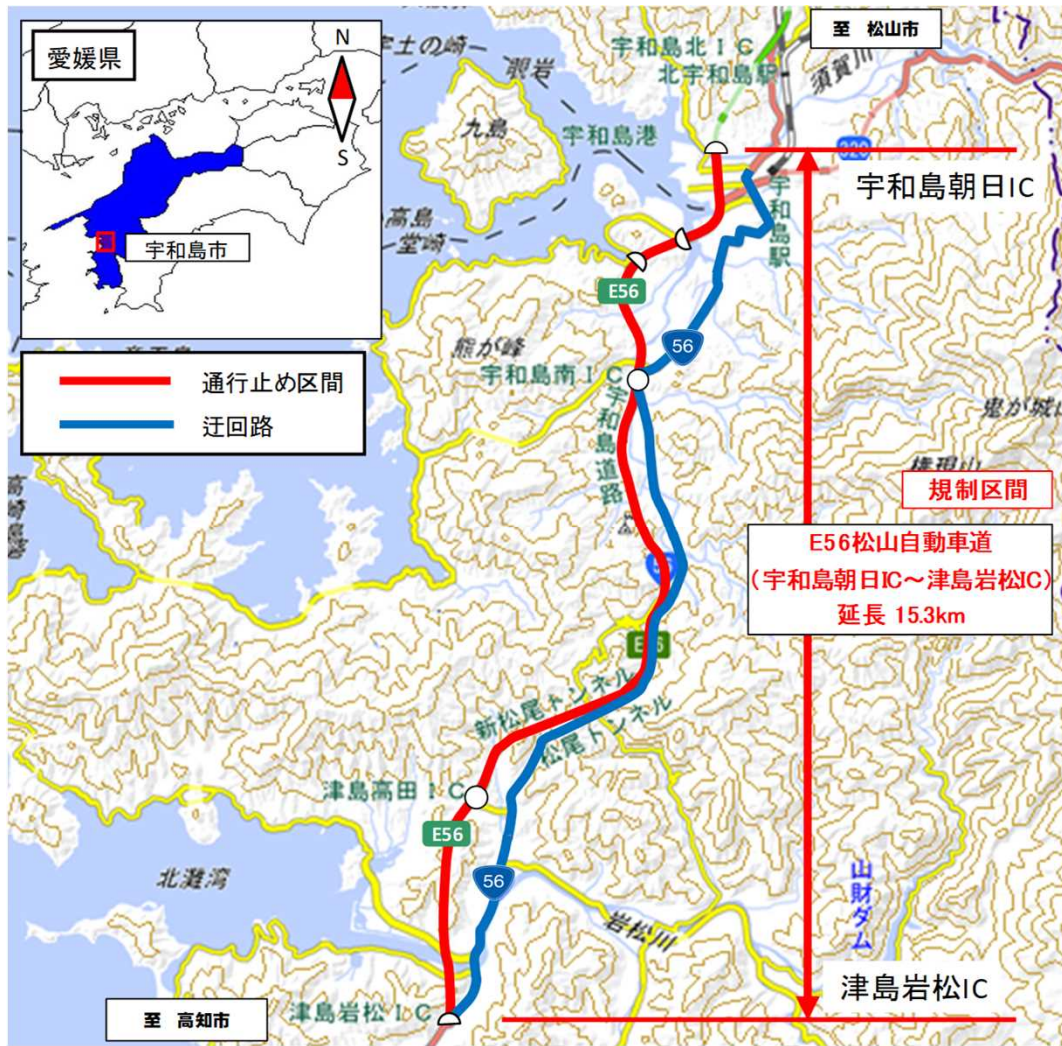 愛媛県
N
S
宇和島市
通行止め区間
迂回路
至 松山市
宇和島北IC
北宇和島駅
須賀川
九島
宇和島港
320
宇和島朝日IC
宇和島駅
高島
堂崎
E56
56
熊が峰
宇和島南IC
宇和島道路
権現山
規制区間
E56松山自動車道
(宇和島朝日IC～津島岩松IC)
延長 15.3km
新松尾トンネル
松尾トンネル
津島高田IC
E56
56
北灘湾
岩松川
山財ダム
津島岩松IC
津島岩松IC
至 高知市